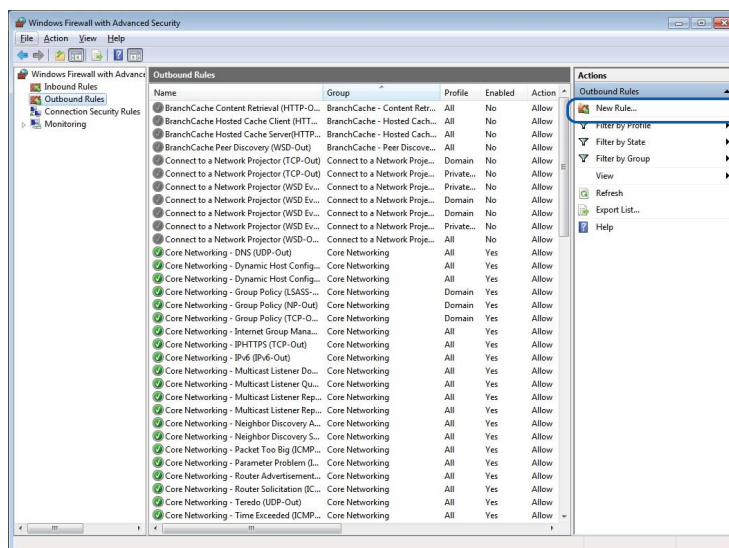 Windows Firewall with Advanced Security
File Action View Help
Windows Firewall with Advance
Inbound Rules
Outbound Rules
Connection Security Rules
Monitoring
Outbound Rules
Name Group Profile Enabled Action
BranchCache Content Retrieval (HTTP-O... BranchCache - Content Retr... All No Allow
BranchCache Hosted Cache Client (HTT... BranchCache - Hosted Cach... All No Allow
BranchCache Hosted Cache Server(HTTP... BranchCache - Hosted Cach... All No Allow
BranchCache Peer Discovery (WSD-Out) BranchCache - Peer Discove... All No Allow
Connect to a Network Projector (TCP-Out) Connect to a Network Proje... Domain No Allow
Connect to a Network Projector (TCP-Out) Connect to a Network Proje... Private... No Allow
Connect to a Network Projector (WSD Ev... Connect to a Network Proje... Private... No Allow
Connect to a Network Projector (WSD Ev... Connect to a Network Proje... Domain No Allow
Connect to a Network Projector (WSD Ev... Connect to a Network Proje... Domain No Allow
Connect to a Network Projector (WSD Ev... Connect to a Network Proje... Private... No Allow
Connect to a Network Projector (WSD-O... Connect to a Network Proje... All No Allow
Core Networking - DNS (UDP-Out) Core Networking All Yes Allow
Core Networking - Dynamic Host Config... Core Networking All Yes Allow
Core Networking - Dynamic Host Config... Core Networking All Yes Allow
Core Networking - Group Policy (LSASS-... Core Networking Domain Yes Allow
Core Networking - Group Policy (NP-Out) Core Networking Domain Yes Allow
Core Networking - Group Policy (TCP-O... Core Networking Domain Yes Allow
Core Networking - Internet Group Mana... Core Networking All Yes Allow
Core Networking - IPHTTPS (TCP-Out) Core Networking All Yes Allow
Core Networking - IPv6 (IPv6-Out) Core Networking All Yes Allow
Core Networking - Multicast Listener Do... Core Networking All Yes Allow
Core Networking - Multicast Listener Qu... Core Networking All Yes Allow
Core Networking - Multicast Listener Rep... Core Networking All Yes Allow
Core Networking - Multicast Listener Rep... Core Networking All Yes Allow
Core Networking - Neighbor Discovery A... Core Networking All Yes Allow
Core Networking - Neighbor Discovery S... Core Networking All Yes Allow
Core Networking - Packet Too Big (ICMP... Core Networking All Yes Allow
Core Networking - Parameter Problem (I... Core Networking All Yes Allow
Core Networking - Router Advertisement... Core Networking All Yes Allow
Core Networking - Router Solicitation (IC... Core Networking All Yes Allow
Core Networking - Teredo (UDP-Out) Core Networking All Yes Allow
Core Networking - Time Exceeded (ICMP... Core Networking All Yes Allow
Actions
Outbound Rules
New Rule...
Filter by Profile
Filter by State
Filter by Group
View
Refresh
Export List...
Help